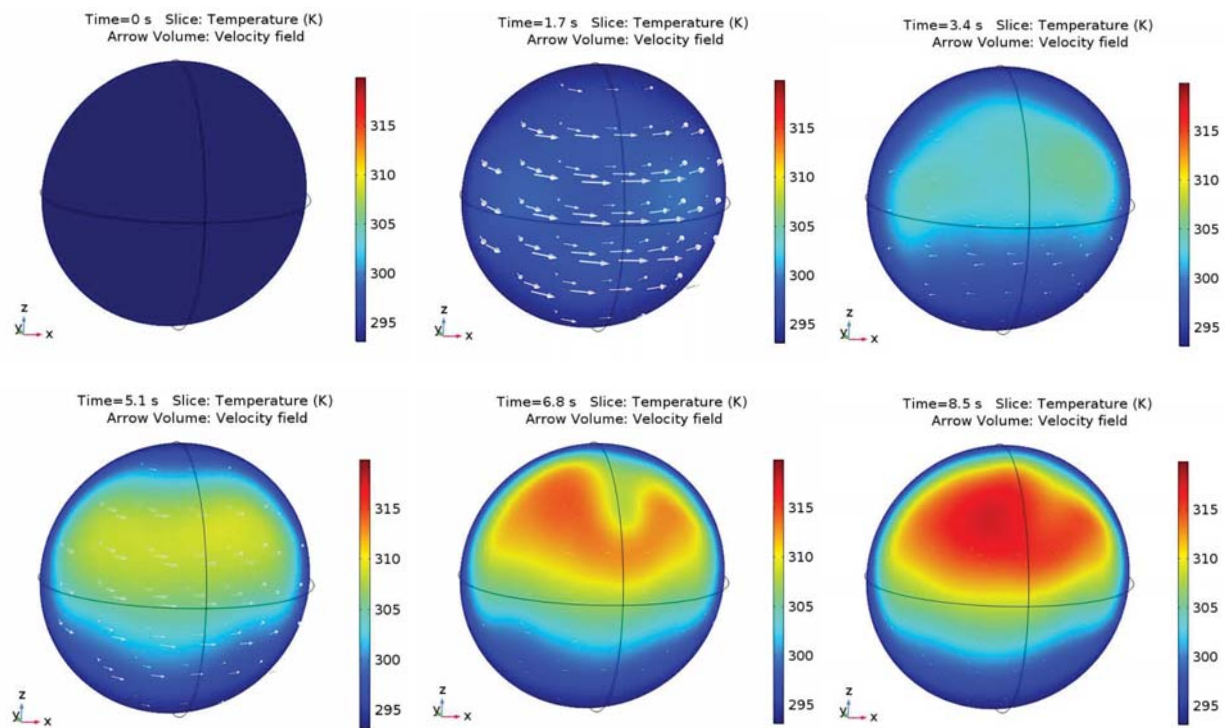 Time=0 s Slice: Temperature (K)
Arrow Volume: Velocity field
315
310
305
300
295
z
y
x
Time=1.7 s Slice: Temperature (K)
Arrow Volume: Velocity field
315
310
305
300
295
z
y
x
Time=3.4 s Slice: Temperature (K)
Arrow Volume: Velocity field
315
310
305
300
295
z
y
x
Time=5.1 s Slice: Temperature (K)
Arrow Volume: Velocity field
315
310
305
300
295
z
y
x
Time=6.8 s Slice: Temperature (K)
Arrow Volume: Velocity field
315
310
305
300
295
z
y
x
Time=8.5 s Slice: Temperature (K)
Arrow Volume: Velocity field
315
310
305
300
295
z
y
x